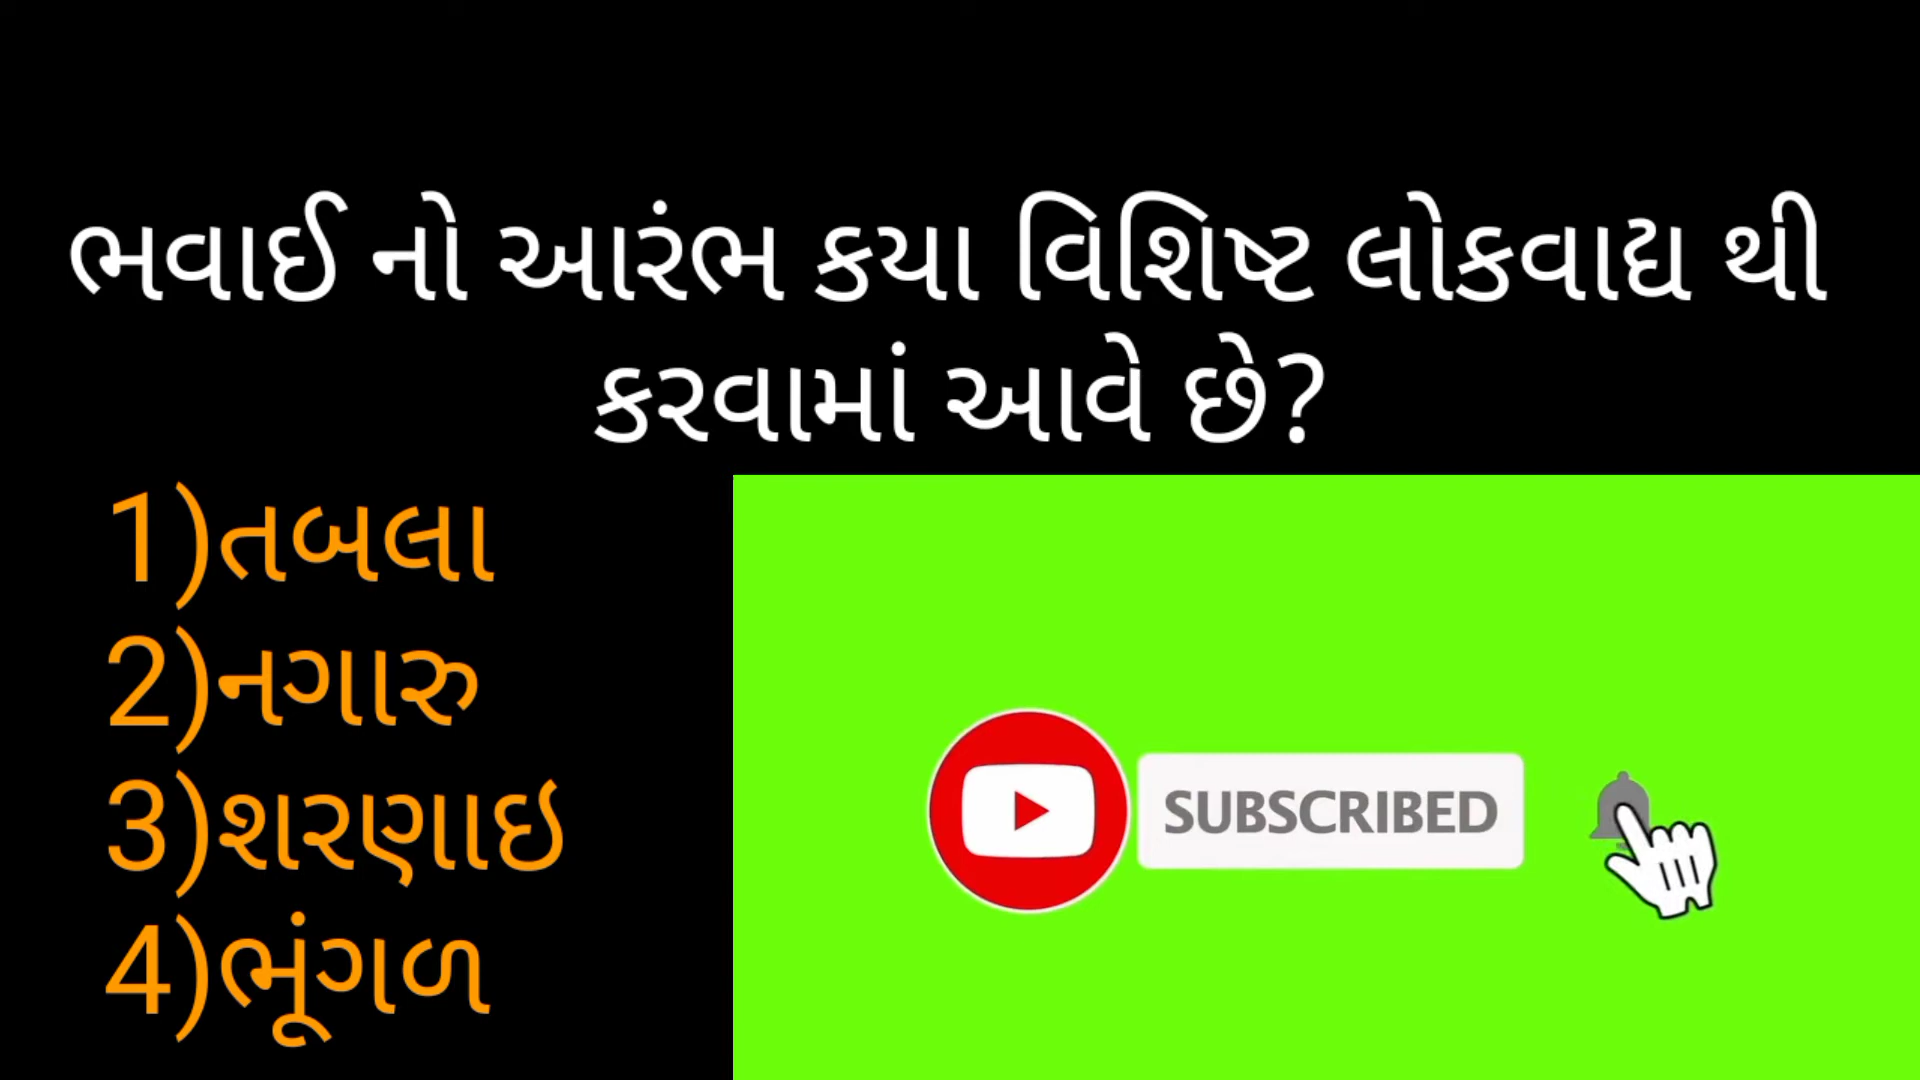 ભવાઈ નો આરંભ કયા વિશિષ્ટ લોકવાદ્ય થી
કરવામાં આવે છે?
1)તબલા
2)નગારુ
3)શરણાઇ
4)ભૂંગળ
SUBSCRIBED